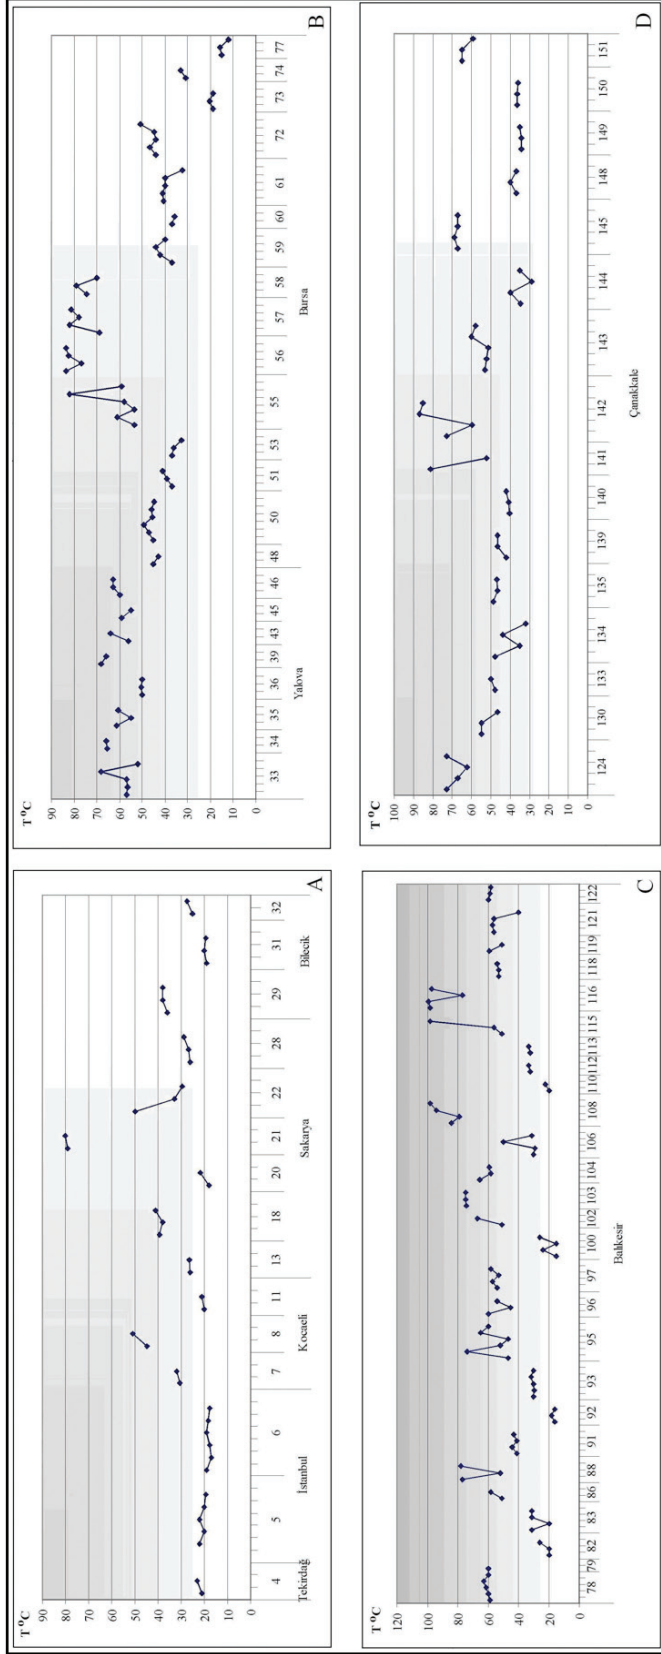 A
T °C
90
80
70
60
50
40
30
20
10
0
4 5 6 7 8 11 13 18 20 21 22 28 29 31 32
Tekirdağ İstanbul Kocaeli Sakarya Bilecik
B
T °C
90
80
70
60
50
40
30
20
10
0
33 34 35 36 39 43 45 46 48 50 51 53 55 56 57 58 59 60 61 72 73 74 77
Yalova Bursa
C
T °C
120
100
80
60
40
20
0
78 79 82 83 86 88 91 92 93 95 96 97 100 102 103 104 106 108 110 112 113 115 116 118 119 121 122
Balıkesir
D
T °C
100
90
80
70
60
50
40
30
20
10
0
124 130 133 134 135 139 140 141 142 143 144 145 148 149 150 151
Çanakkale